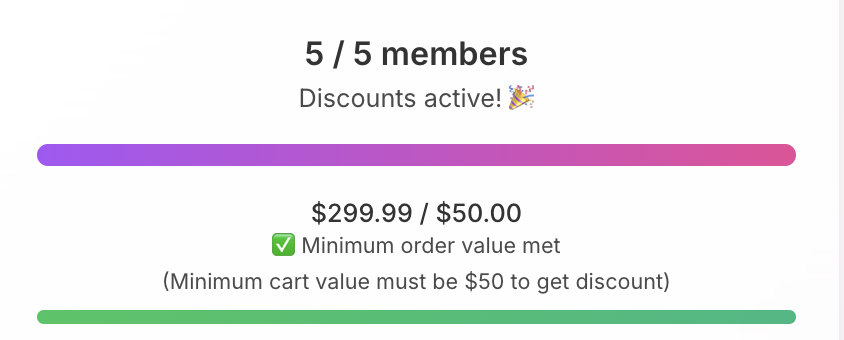 5 / 5 members
Discounts active! 🎉
$299.99 / $50.00
✅ Minimum order value met
(Minimum cart value must be $50 to get discount)